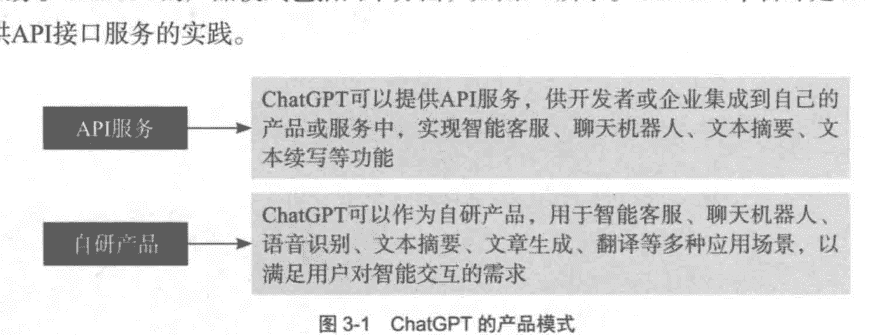 供API接口服务的实践。
API服务
ChatGPT可以提供API服务，供开发者或企业集成到自己的
产品或服务中，实现智能客服、聊天机器人、文本摘要、文
本续写等功能
自研产品
ChatGPT可以作为自研产品，用于智能客服、聊天机器人、
语音识别、文本摘要、文章生成、翻译等多种应用场景，以
满足用户对智能交互的需求
图 3-1 ChatGPT 的产品模式